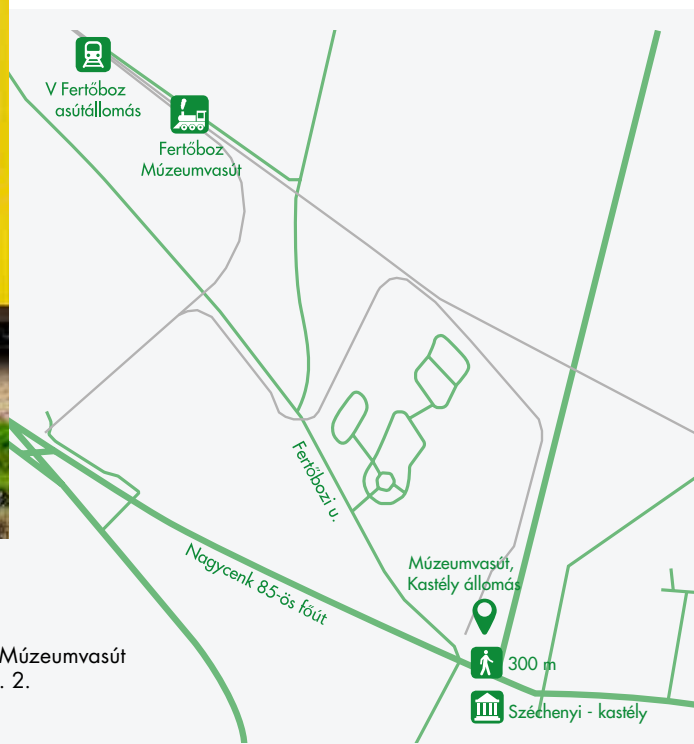 V Fertőboz
asútállomás
Fertőboz
Múzeumvasút
Fertőbozi u.
Nagycenk 85-ös főút
Múzeumvasút,
Kastély állomás
300 m
Széchenyi - kastély
Múzeumvasút
. 2.